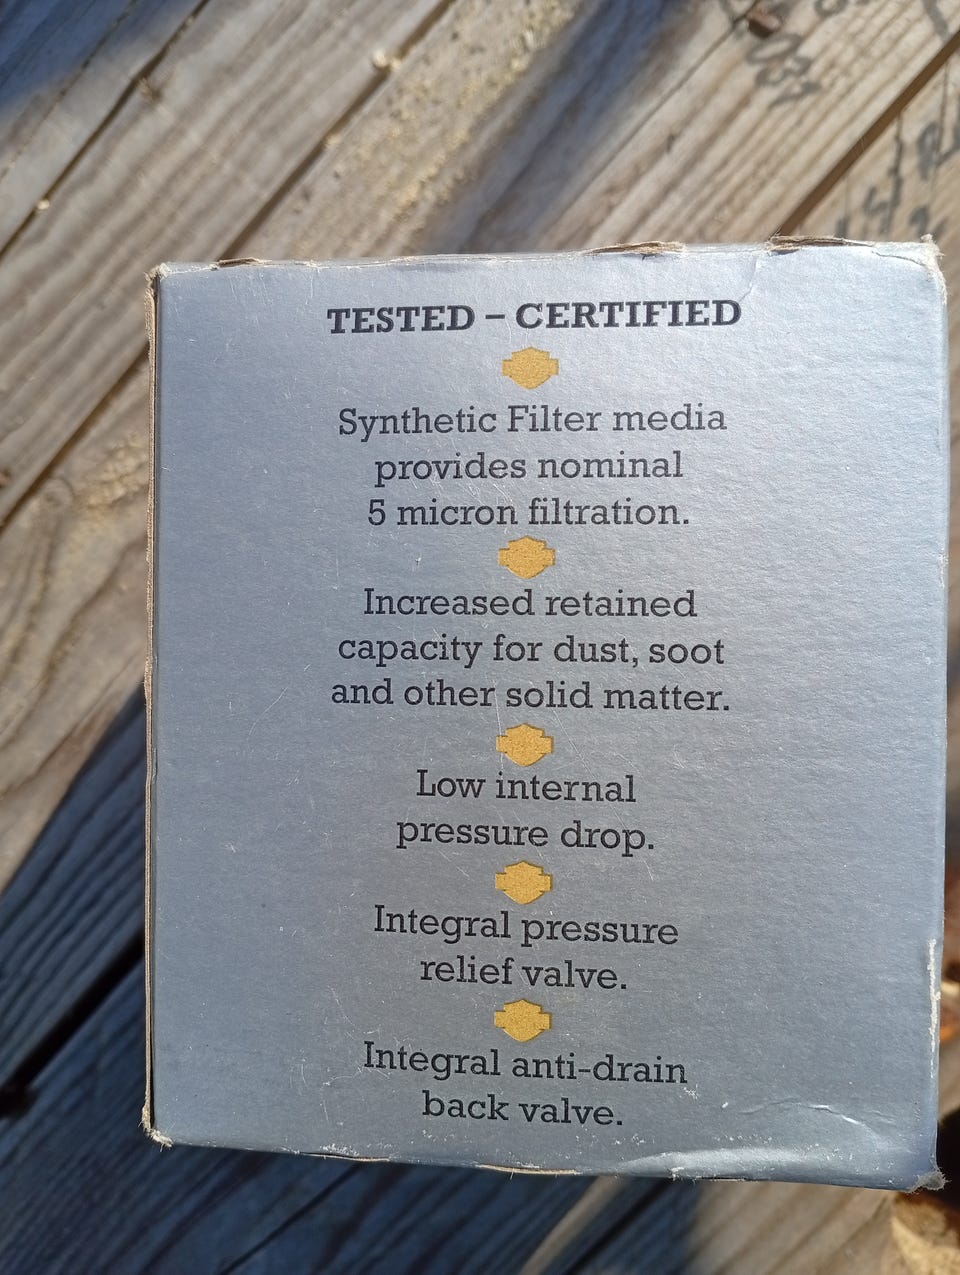 TESTED – CERTIFIED
Synthetic Filter media
provides nominal
5 micron filtration.
Increased retained
capacity for dust, soot
and other solid matter.
Low internal
pressure drop.
Integral pressure
relief valve.
Integral anti-drain
back valve.